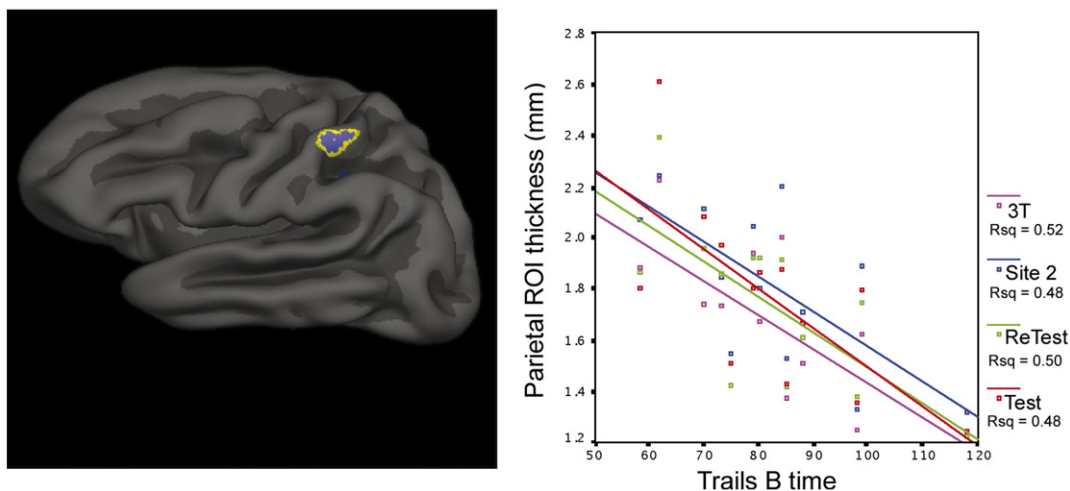 2.8
2.6
2.4
2.2
2.0
1.8
1.6
1.4
1.2
Parietal ROI thickness (mm)
50 60 70 80 90 100 110 120
Trails B time
3T
Rsq = 0.52
Site 2
Rsq = 0.48
ReTest
Rsq = 0.50
Test
Rsq = 0.48